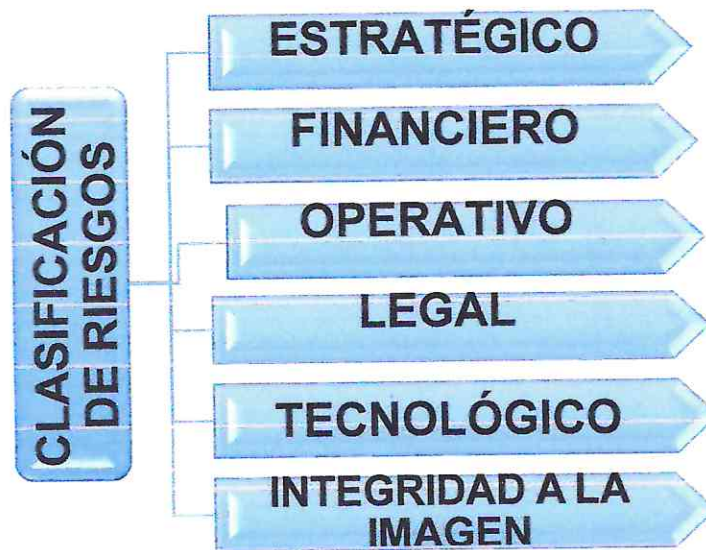 CLASIFICACIÓN
DE RIESGOS
ESTRATÉGICO
FINANCIERO
OPERATIVO
LEGAL
TECNOLÓGICO
INTEGRIDAD A LA
IMAGEN